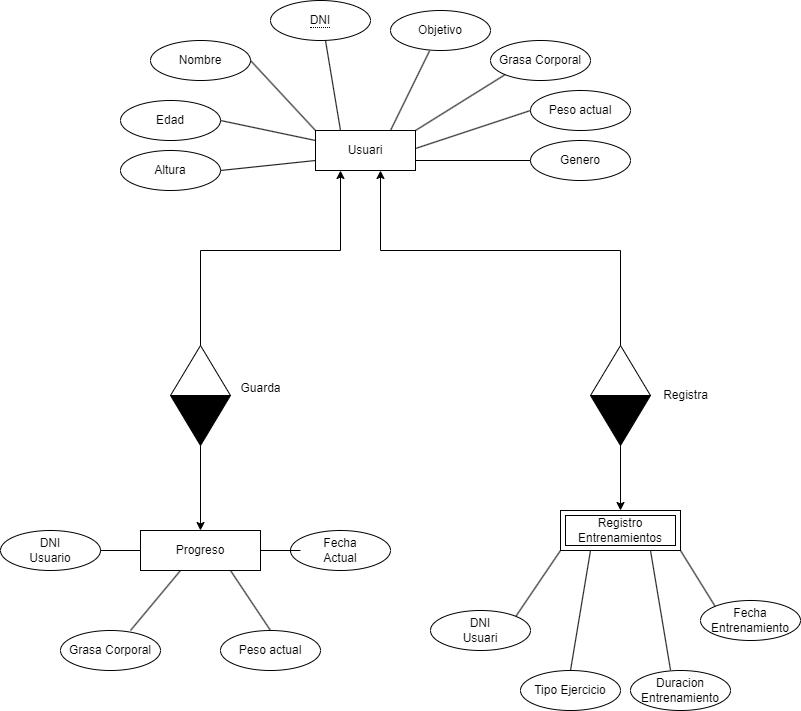 DNI
Objetivo
Nombre
Grasa Corporal
Edad
Peso actual
Usuari
Altura
Genero
Guarda
Registra
DNI
Usuario
Progreso
Fecha
Actual
Registro
Entrenamientos
Grasa Corporal
Peso actual
DNI
Usuari
Fecha
Entrenamiento
Tipo Ejercicio
Duracion
Entrenamiento